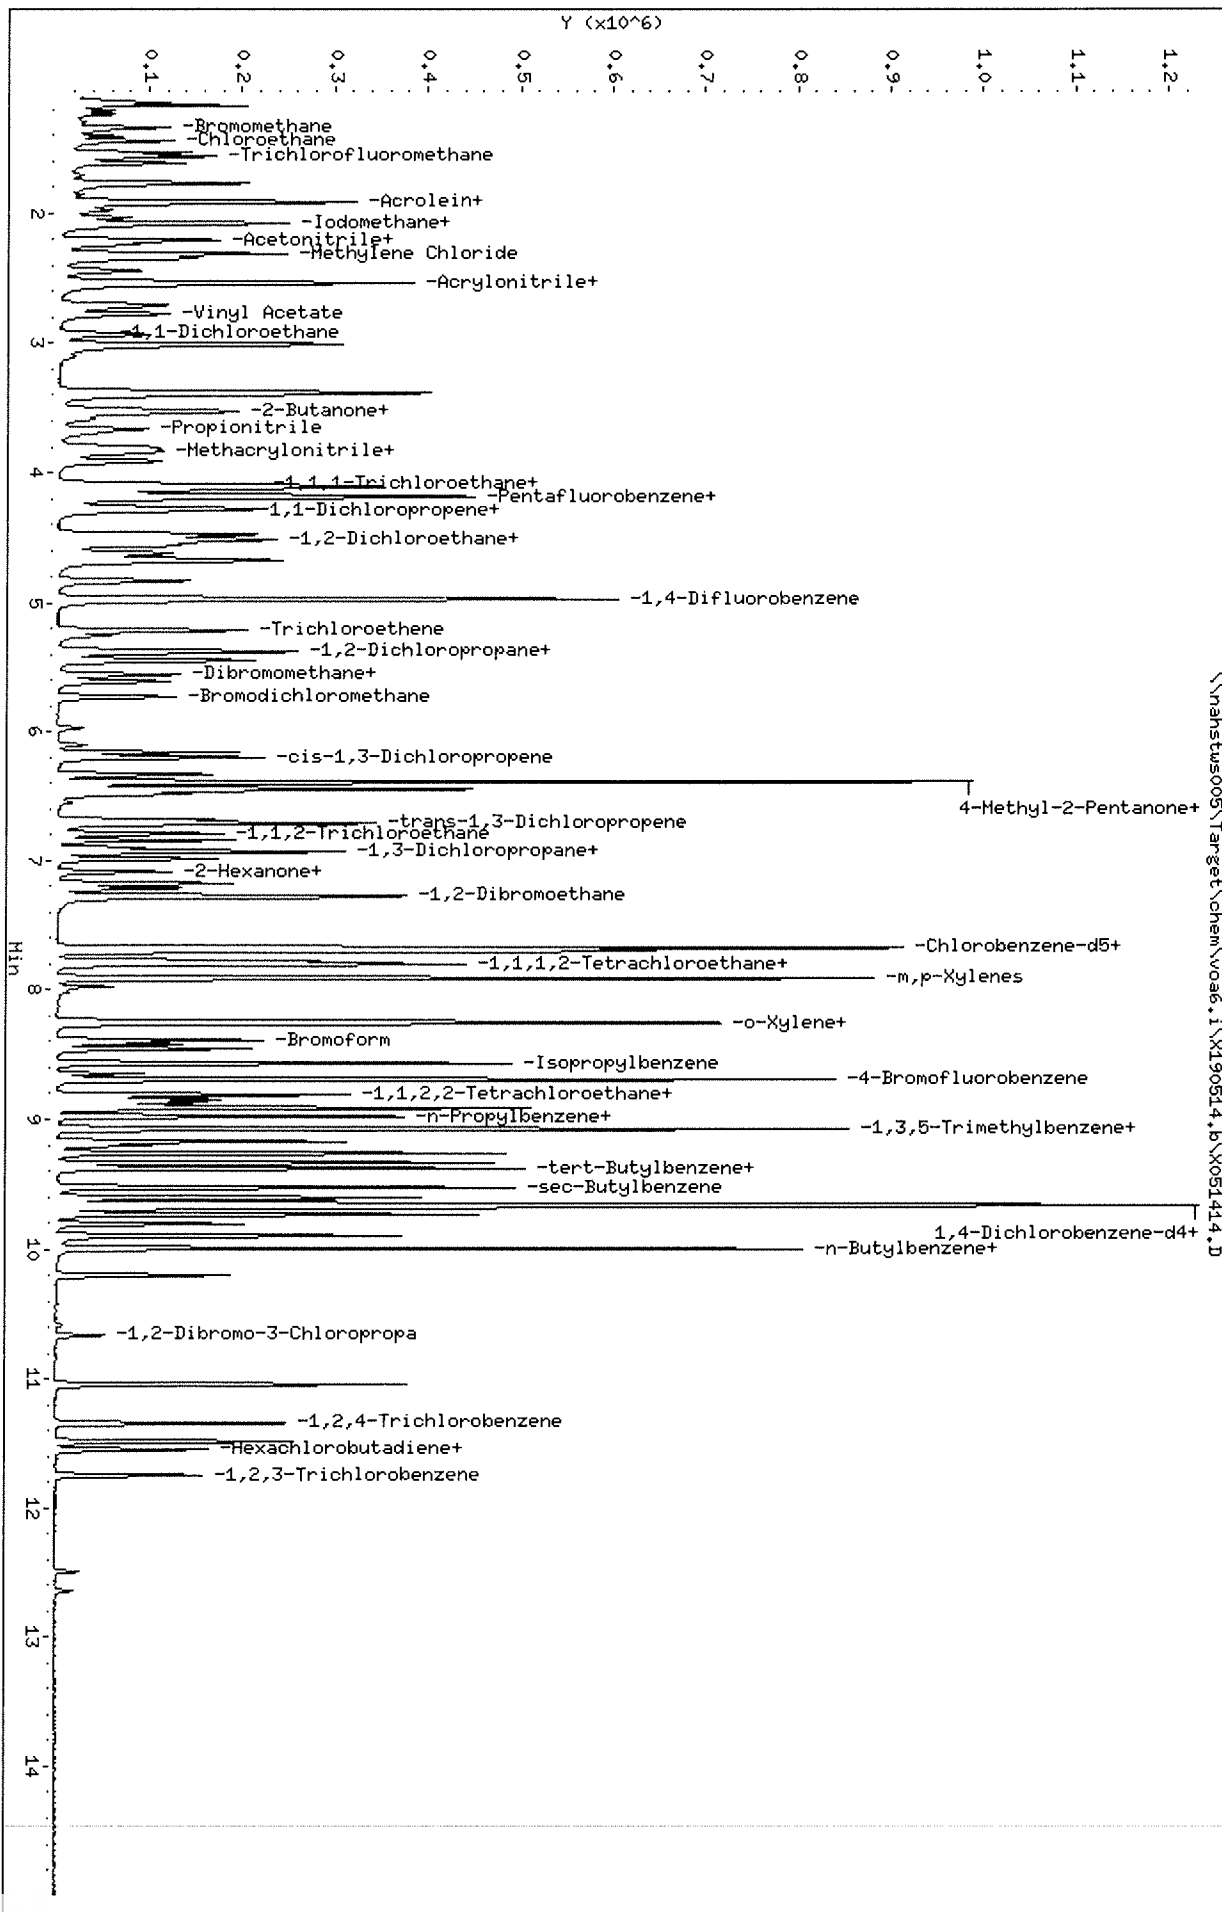 \\nahstws005\Target\chem\voa6.i\X190514.b\X051414.D
Y (x10^6)
0.1
0.2
0.3
0.4
0.5
0.6
0.7
0.8
0.9
1.0
1.1
1.2
-Bromomethane
-Chloroethane
-Trichlorofluoromethane
-Acrolein+
-Iodomethane+
-Acetonitrile+
-Methylene Chloride
-Acrylonitrile+
-Vinyl Acetate
-1,1-Dichloroethane
-2-Butanone+
-Propionitrile
-Methacrylonitrile+
-1,1,1-Trichloroethane+
-Pentafluorobenzene+
-1,1-Dichloropropene+
-1,2-Dichloroethane+
-1,4-Difluorobenzene
-Trichloroethene
-1,2-Dichloropropane+
-Dibromomethane+
-Bromodichloromethane
-cis-1,3-Dichloropropene
4-Methyl-2-Pentanone+
-trans-1,3-Dichloropropene
-1,1,2-Trichloroethane
-1,3-Dichloropropane+
-2-Hexanone+
-1,2-Dibromoethane
-Chlorobenzene-d5+
-1,1,1,2-Tetrachloroethane+
-m,p-Xylenes
-o-Xylene+
-Bromoform
-Isopropylbenzene
-4-Bromofluorobenzene
-1,1,2,2-Tetrachloroethane+
-n-Propylbenzene+
-1,3,5-Trimethylbenzene+
-tert-Butylbenzene+
-sec-Butylbenzene
1,4-Dichlorobenzene-d4+
-n-Butylbenzene+
-1,2-Dibromo-3-Chloropropa
-1,2,4-Trichlorobenzene
-Hexachlorobutadiene+
-1,2,3-Trichlorobenzene
2
3
4
5
6
7
8
9
10
11
12
13
14
Min